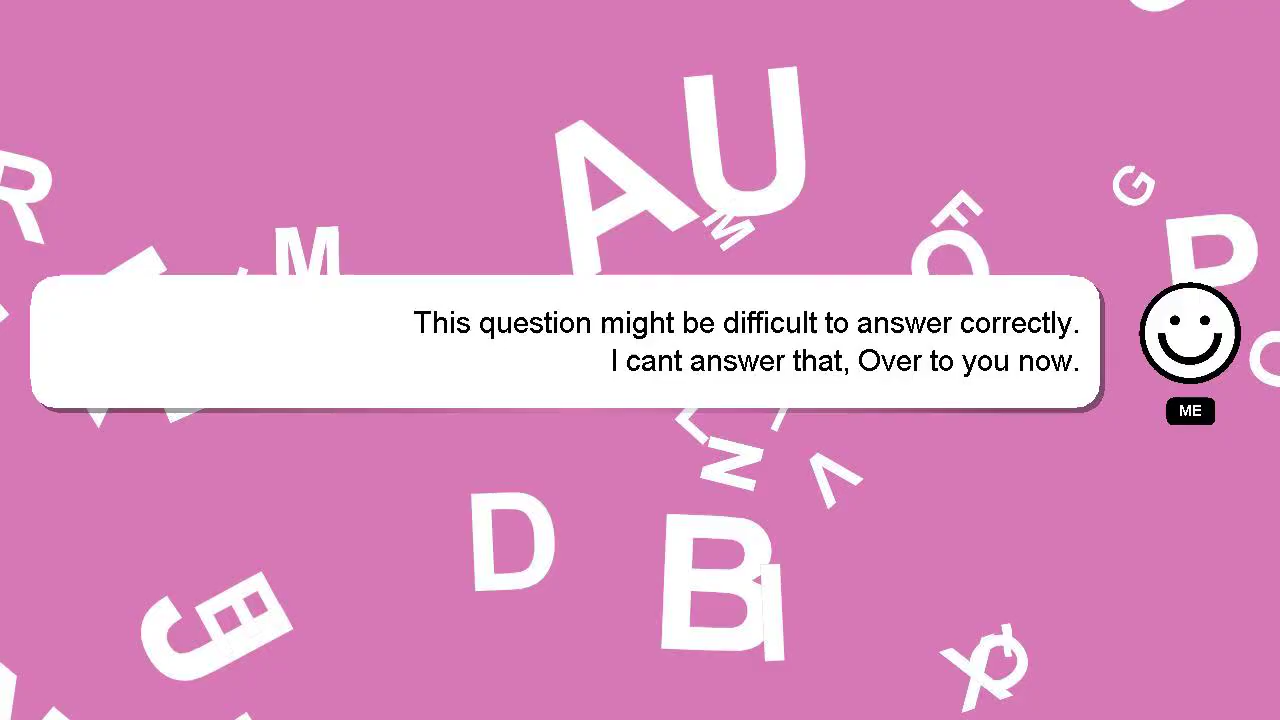 This question might be difficult to answer correctly.
I cant answer that, Over to you now.
ME